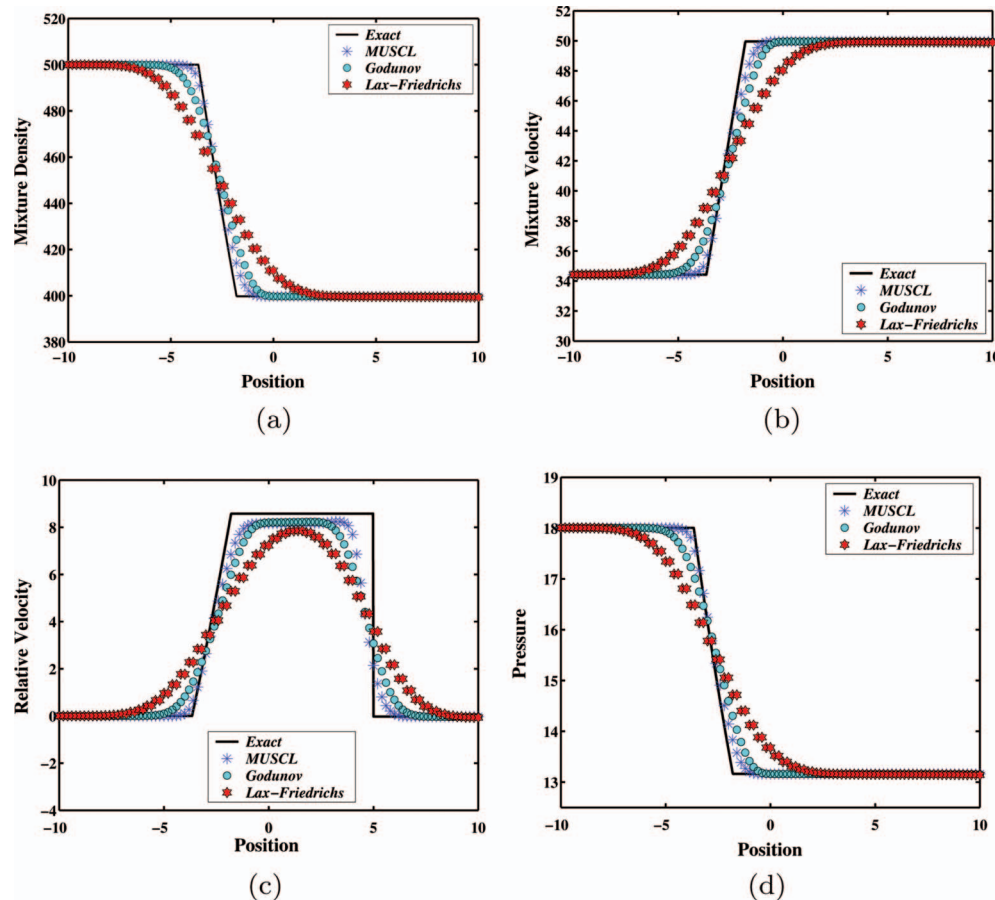 520
500
480
460
440
420
400
380
Mixture Density
Exact
MUSCL
Godunov
Lax-Friedrichs
-10
-5
0
5
10
Position
(a)
52
50
48
46
44
42
40
38
36
34
32
30
Mixture Velocity
Exact
MUSCL
Godunov
Lax-Friedrichs
-10
-5
0
5
10
Position
(b)
10
8
6
4
2
0
-2
-4
Relative Velocity
Exact
MUSCL
Godunov
Lax-Friedrichs
-10
-5
0
5
10
Position
(c)
19
18
17
16
15
14
13
Pressure
Exact
MUSCL
Godunov
Lax-Friedrichs
-10
-5
0
5
10
Position
(d)